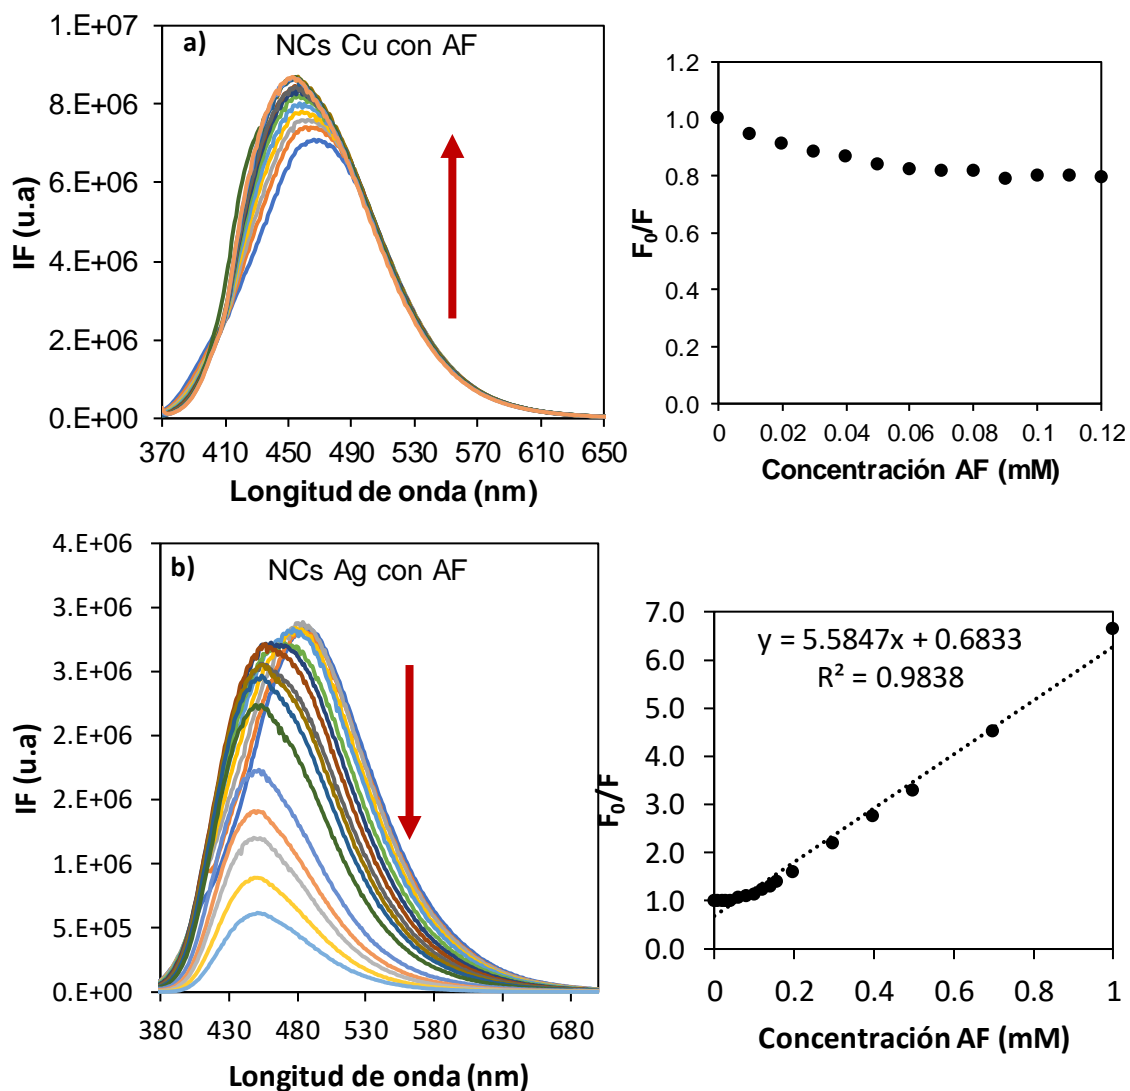 a)
NCs Cu con AF
1.E+07
8.E+06
6.E+06
4.E+06
2.E+06
0.E+00
IF (u.a)
370 410 450 490 530 570 610 650
Longitud de onda (nm)
1.2
1.0
0.8
0.6
0.4
0.2
0.0
F₀/F
0 0.02 0.04 0.06 0.08 0.1 0.12
Concentración AF (mM)
b)
NCs Ag con AF
4.E+06
3.E+06
3.E+06
2.E+06
2.E+06
1.E+06
5.E+05
0.E+00
IF (u.a)
380 430 480 530 580 630 680
Longitud de onda (nm)
y = 5.5847x + 0.6833
R² = 0.9838
7.0
6.0
5.0
4.0
3.0
2.0
1.0
0.0
F₀/F
0 0.2 0.4 0.6 0.8 1
Concentración AF (mM)